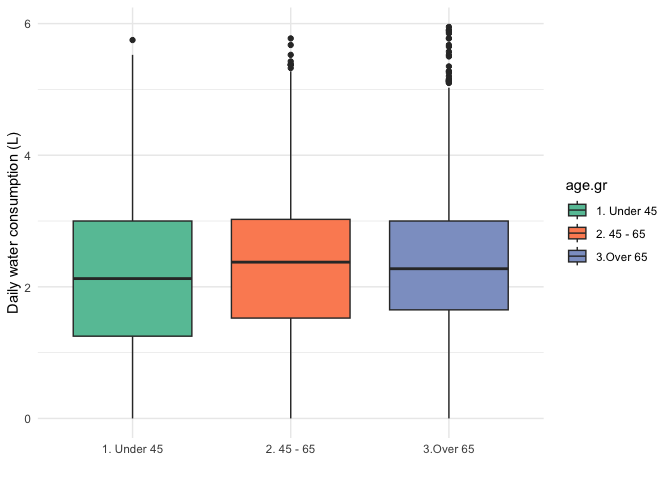 Daily water consumption (L)
6
4
2
0
1. Under 45
2. 45 - 65
3.Over 65
age.gr
1. Under 45
2. 45 - 65
3.Over 65